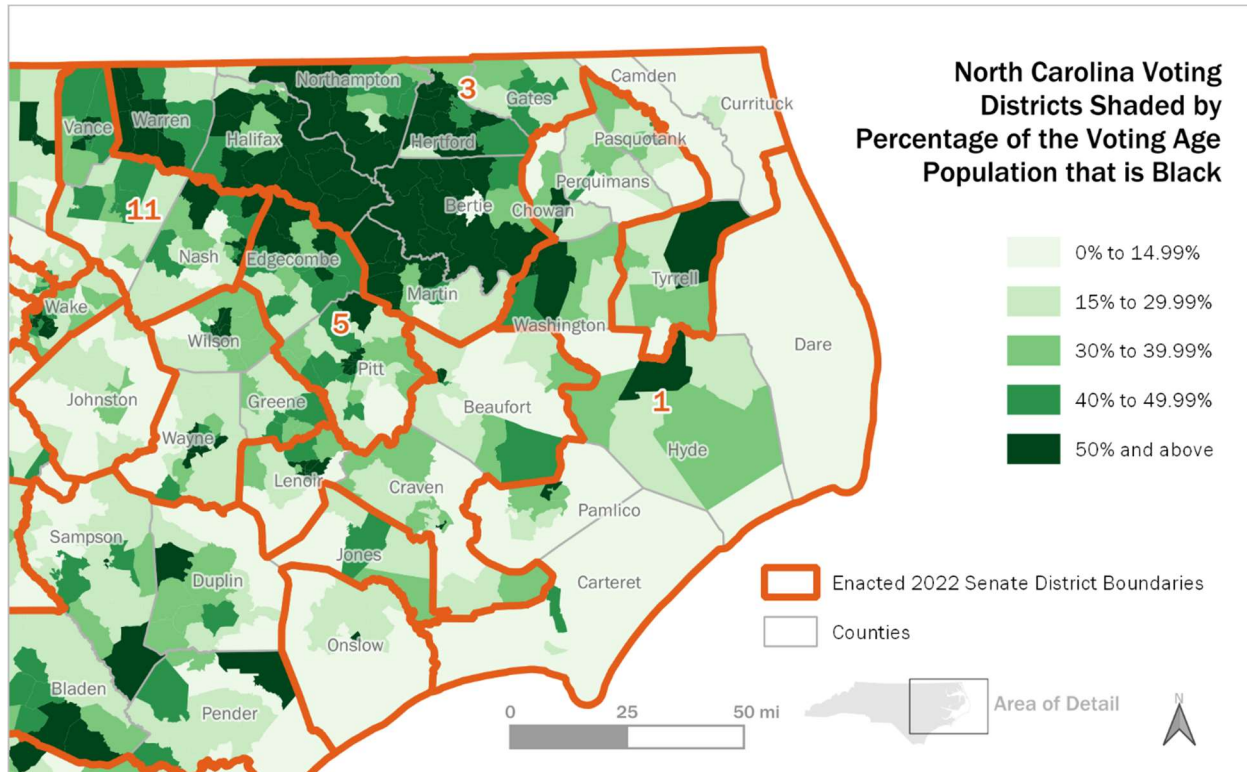 North Carolina Voting
Districts Shaded by
Percentage of the Voting Age
Population that is Black
0% to 14.99%
15% to 29.99%
30% to 39.99%
40% to 49.99%
50% and above
Enacted 2022 Senate District Boundaries
Counties
Area of Detail
N
0 25 50 mi
Northampton
3
Camden
Gates
Currituck
Vance
Warren
Halifax
Hertford
Pasquotank
Perquimans
11
Bertie
Chowan
Nash
Edgecombe
Tyrrell
Martin
Wake
5
Washington
Wilson
Dare
Pitt
Johnston
Greene
Beaufort
1
Wayne
Hyde
Lenoir
Craven
Pamlico
Sampson
Jones
Duplin
Carteret
Onslow
Bladen
Pender